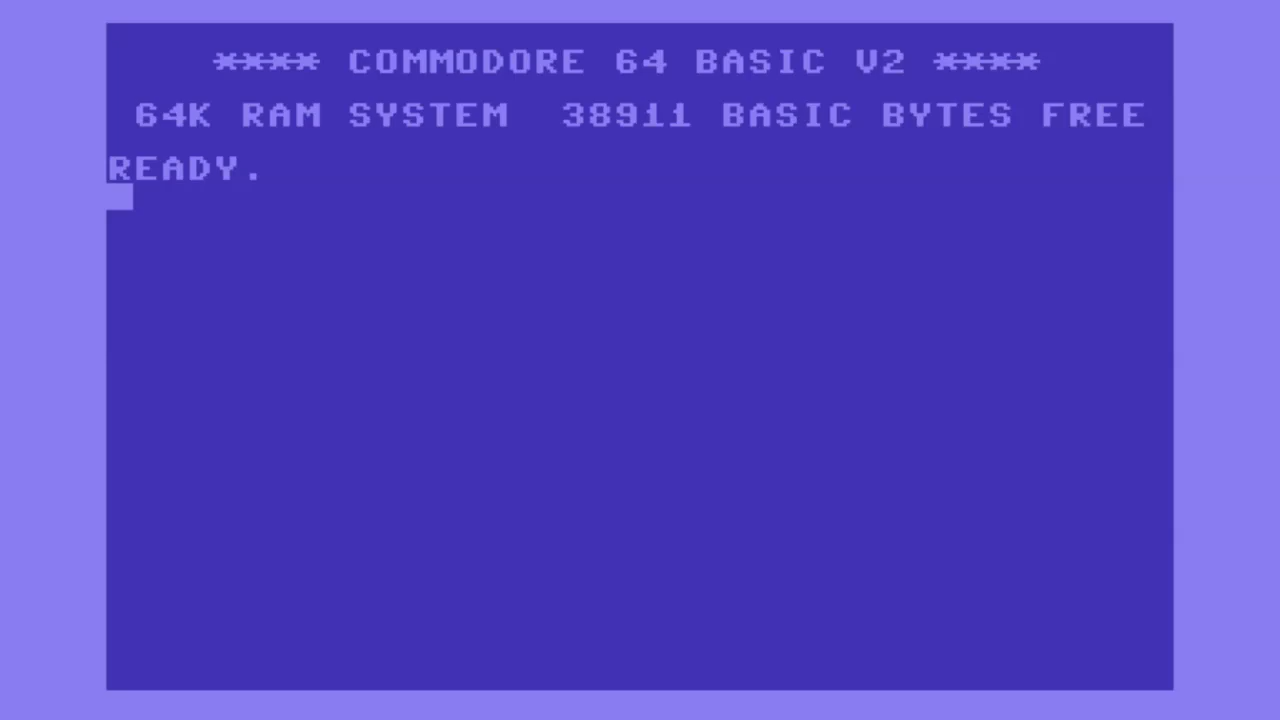 **** COMMODORE 64 BASIC V2 ****
64K RAM SYSTEM  38911 BASIC BYTES FREE
READY.